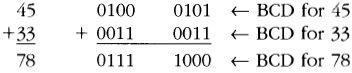 45 0100 0101 ← BCD for 45
+33 + 0011 0011 ← BCD for 33
78 0111 1000 ← BCD for 78